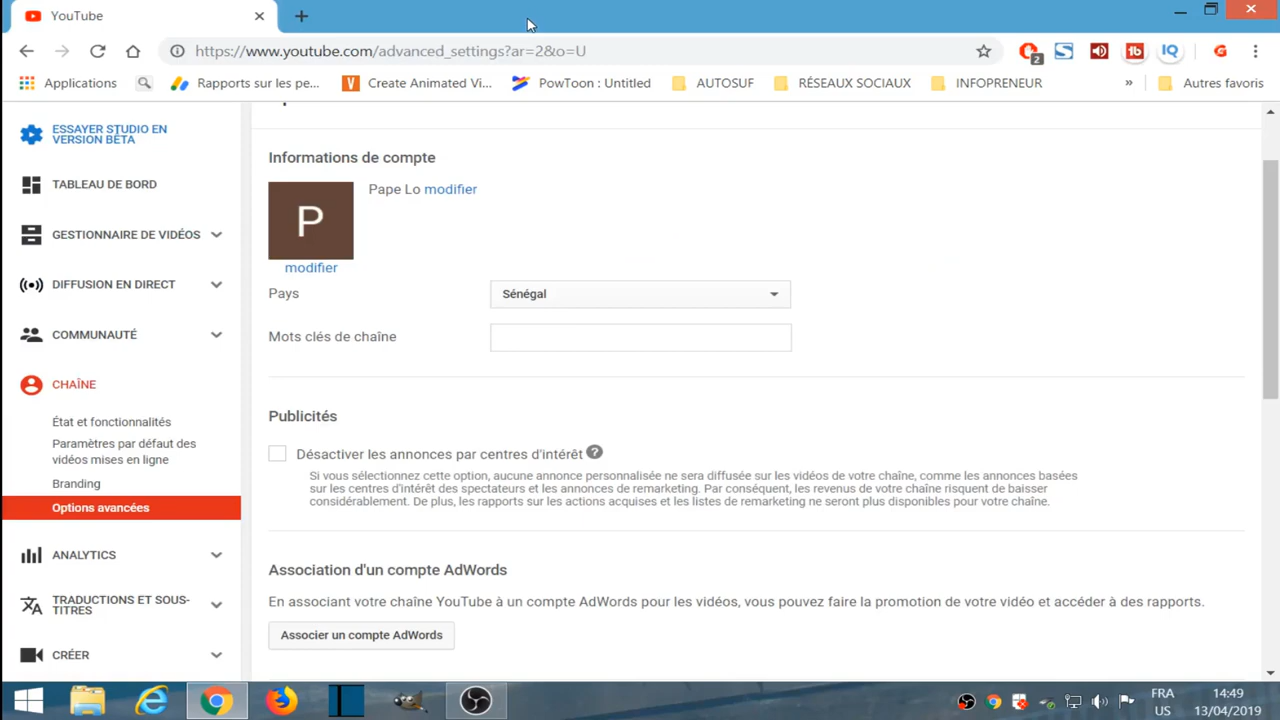 YouTube
https://www.youtube.com/advanced_settings?ar=2&o=U
2
Applications
Rapports sur les pe...
Create Animated Vi...
PowToon : Untitled
AUTOSUF
RÉSEAUX SOCIAUX
INFOPRENEUR
»
Autres favoris
ESSAYER STUDIO EN
VERSION BÊTA
TABLEAU DE BORD
GESTIONNAIRE DE VIDÉOS
DIFFUSION EN DIRECT
COMMUNAUTÉ
CHAÎNE
État et fonctionnalités
Paramètres par défaut des
vidéos mises en ligne
Branding
Options avancées
ANALYTICS
TRADUCTIONS ET SOUS-
TITRES
CRÉER
Informations de compte
P
Pape Lo modifier
modifier
Pays
Sénégal
Mots clés de chaîne
Publicités
Désactiver les annonces par centres d'intérêt ?
Si vous sélectionnez cette option, aucune annonce personnalisée ne sera diffusée sur les vidéos de votre chaîne, comme les annonces basées
sur les centres d'intérêt des spectateurs et les annonces de remarketing. Par conséquent, les revenus de votre chaîne risquent de baisser
considérablement. De plus, les rapports sur les actions acquises et les listes de remarketing ne seront plus disponibles pour votre chaîne.
Association d'un compte AdWords
En associant votre chaîne YouTube à un compte AdWords pour les vidéos, vous pouvez faire la promotion de votre vidéo et accéder à des rapports.
Associer un compte AdWords
FRA
US
14:49
13/04/2019